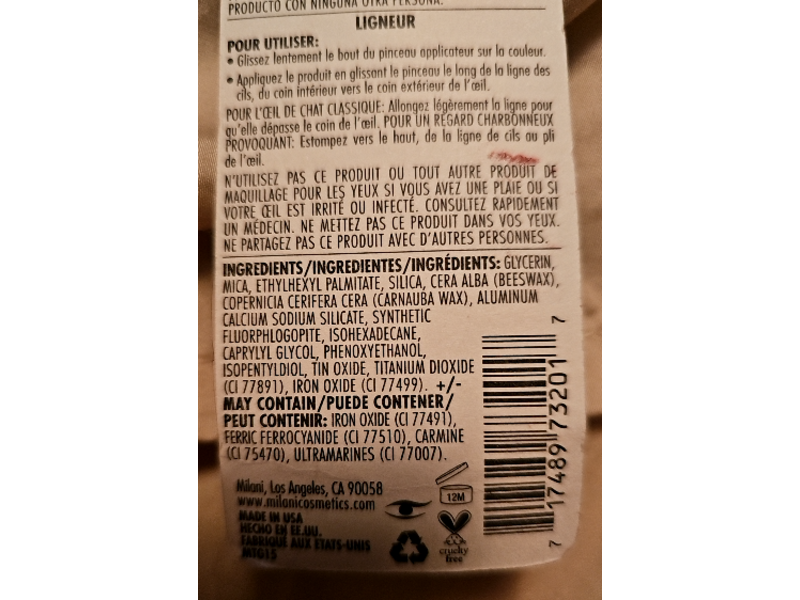 PRODUCTO CON NINGUNA OTRA PERSONA.
LIGNEUR
POUR UTILISER:
• Glissez lentement le bout du pinceau applicateur sur la couleur.
• Appliquez le produit en glissant le pinceau le long de la ligne des
cils, du coin intérieur vers le coin extérieur de l'œil.
POUR L'ŒIL DE CHAT CLASSIQUE: Allongez légèrement la ligne pour
qu'elle dépasse le coin de l'œil. POUR UN REGARD CHARBONNEUX
PROVOQUANT: Estompez vers le haut, de la ligne de cils au pli
de l'œil.
N'UTILISEZ PAS CE PRODUIT OU TOUT AUTRE PRODUIT DE
MAQUILLAGE POUR LES YEUX SI VOUS AVEZ UNE PLAIE OU SI
VOTRE ŒIL EST IRRITÉ OU INFECTÉ. CONSULTEZ RAPIDEMENT
UN MÉDECIN. NE METTEZ PAS CE PRODUIT DANS VOS YEUX.
NE PARTAGEZ PAS CE PRODUIT AVEC D'AUTRES PERSONNES.
INGREDIENTS/INGREDIENTES/INGRÉDIENTS: GLYCERIN,
MICA, ETHYLHEXYL PALMITATE, SILICA, CERA ALBA (BEESWAX),
COPERNICIA CERIFERA CERA (CARNAUBA WAX), ALUMINUM
CALCIUM SODIUM SILICATE, SYNTHETIC
FLUORPHLOGOPITE, ISOHEXADECANE,
CAPRYLYL GLYCOL, PHENOXYETHANOL,
ISOPENTYLDIOL, TIN OXIDE, TITANIUM DIOXIDE
(CI 77891), IRON OXIDE (CI 77499). +/-
MAY CONTAIN/PUEDE CONTENER/
PEUT CONTENIR: IRON OXIDE (CI 77491),
FERRIC FERROCYANIDE (CI 77510), CARMINE
(CI 75470), ULTRAMARINES (CI 77007).
Milani, Los Angeles, CA 90058
www.milanicosmetics.com
MADE IN USA
HECHO EN EE.UU.
FABRIQUÉ AUX ETATS-UNIS
MTG15
12M
cruelty
free
7 17489 73201 7